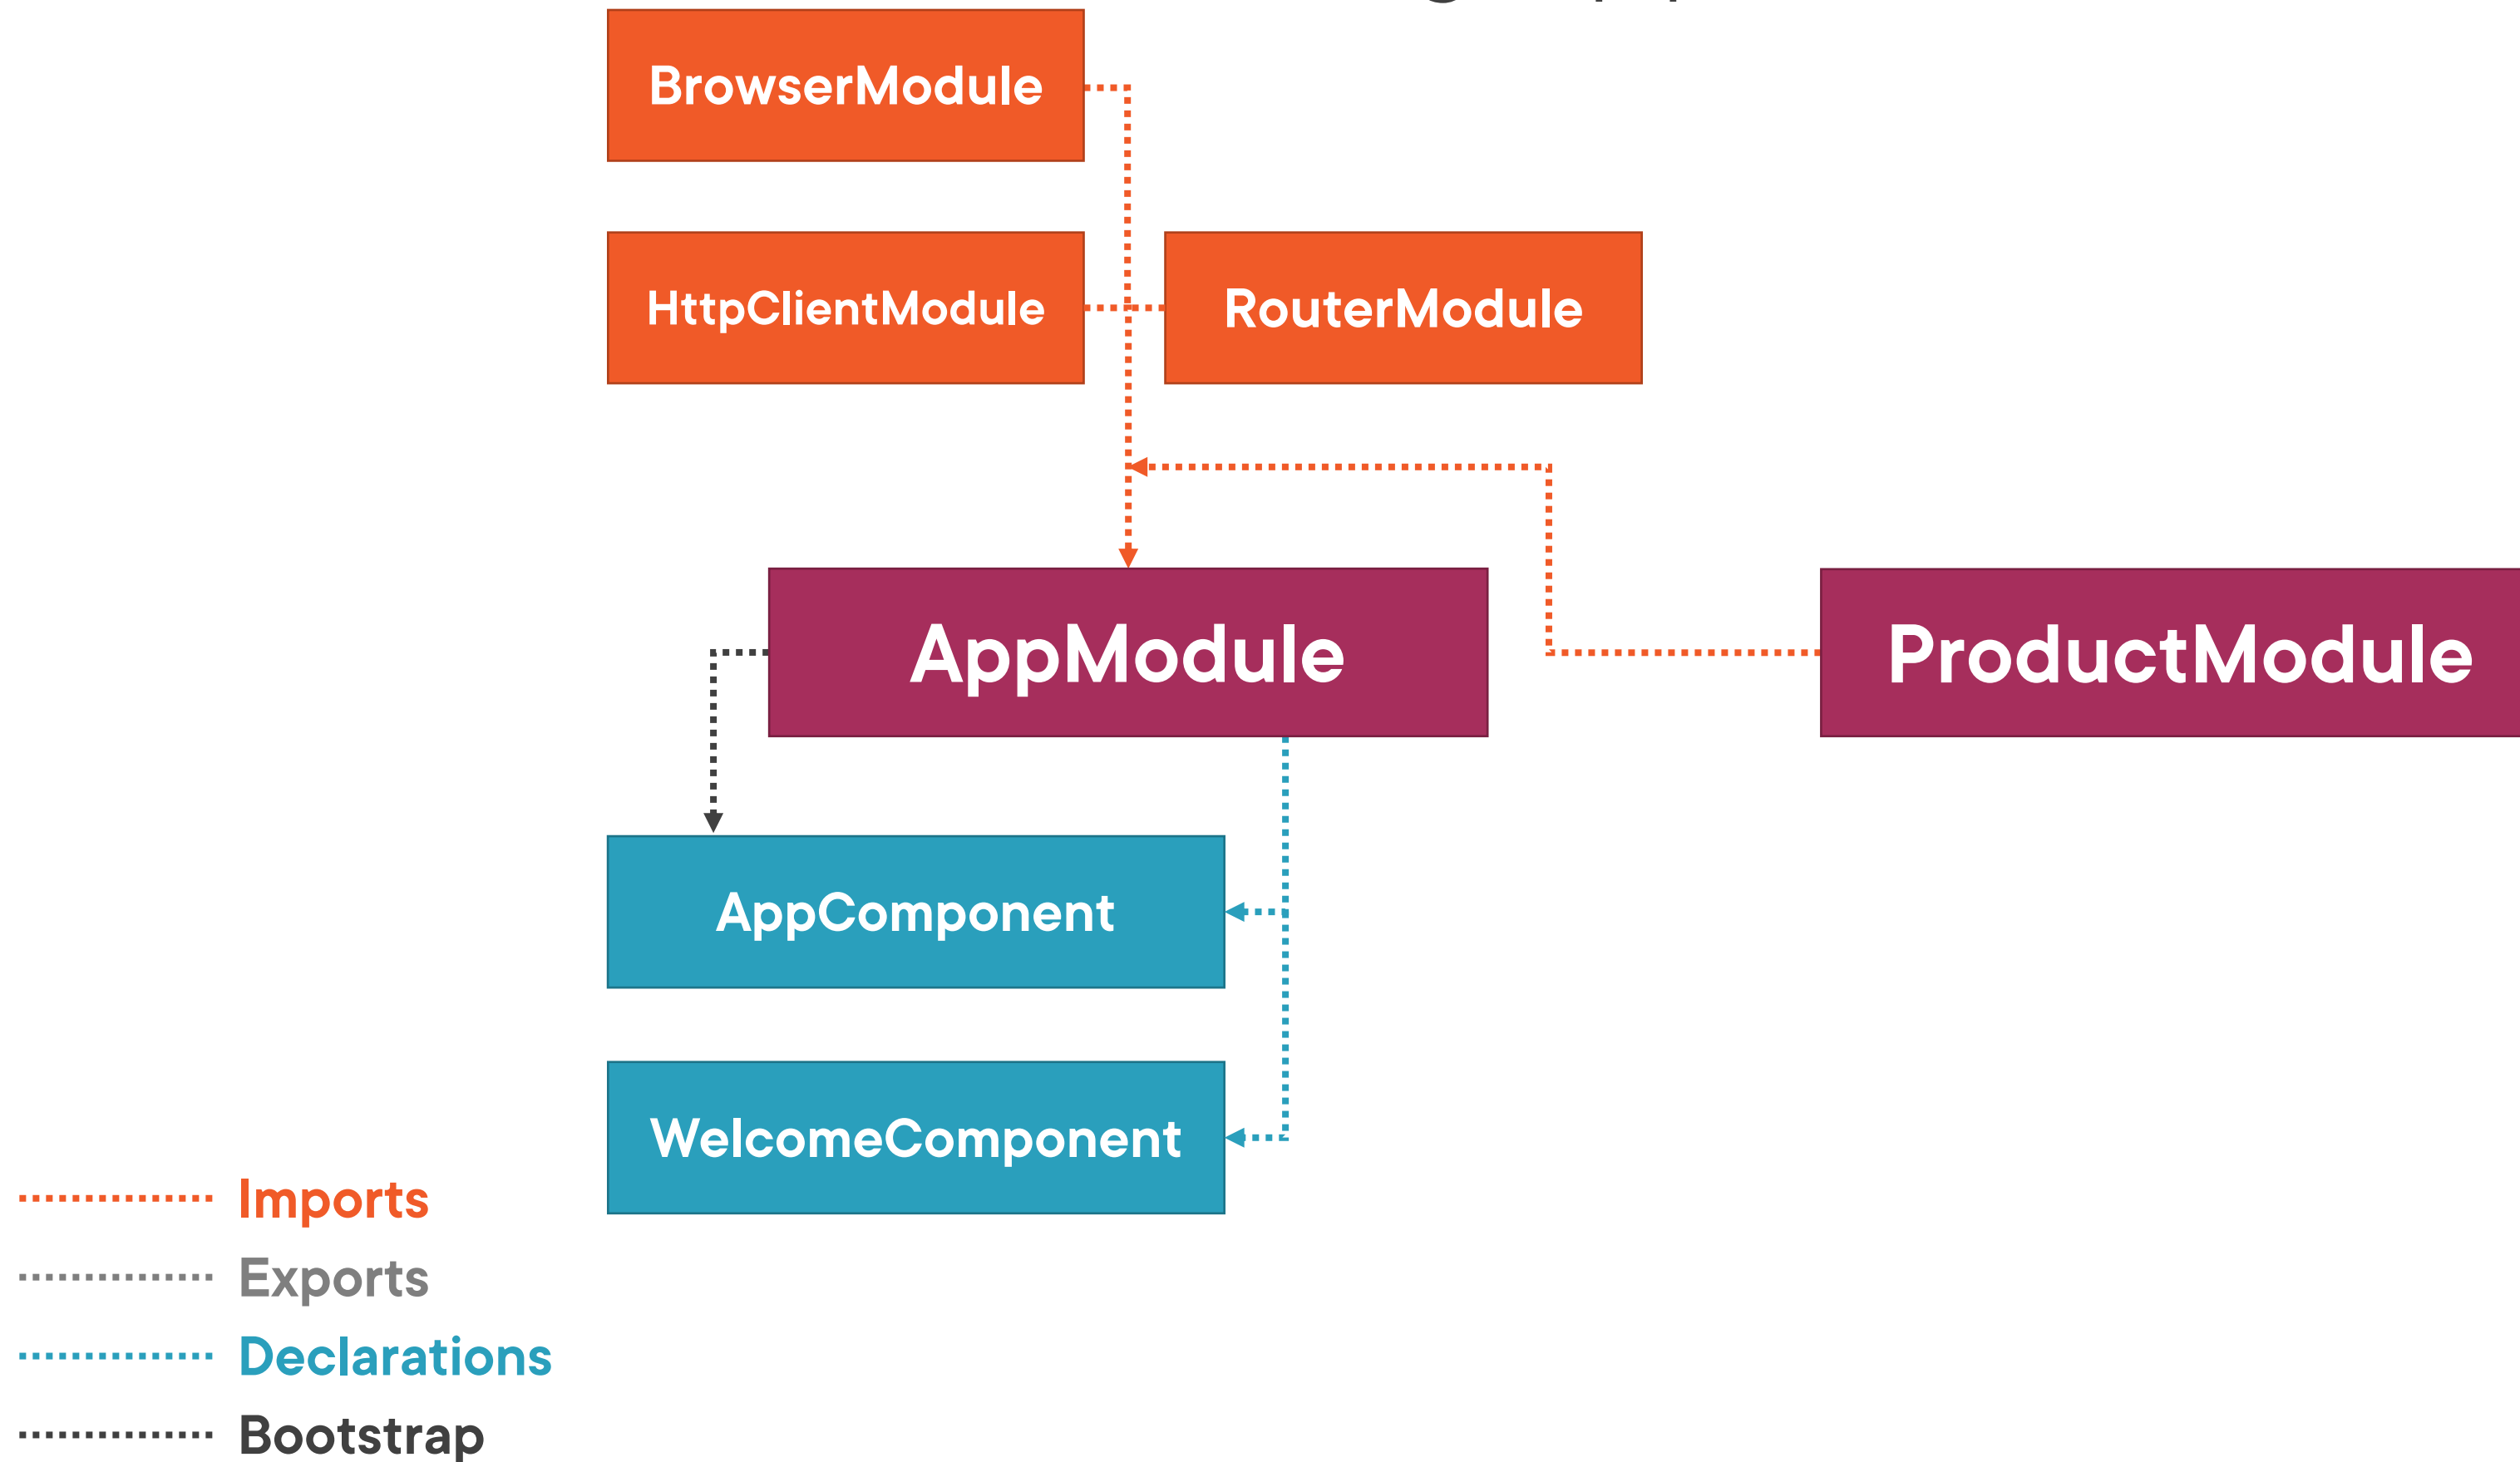 BrowserModule
HttpClientModule
RouterModule
AppModule
ProductModule
AppComponent
WelcomeComponent
Imports
Exports
Declarations
Bootstrap